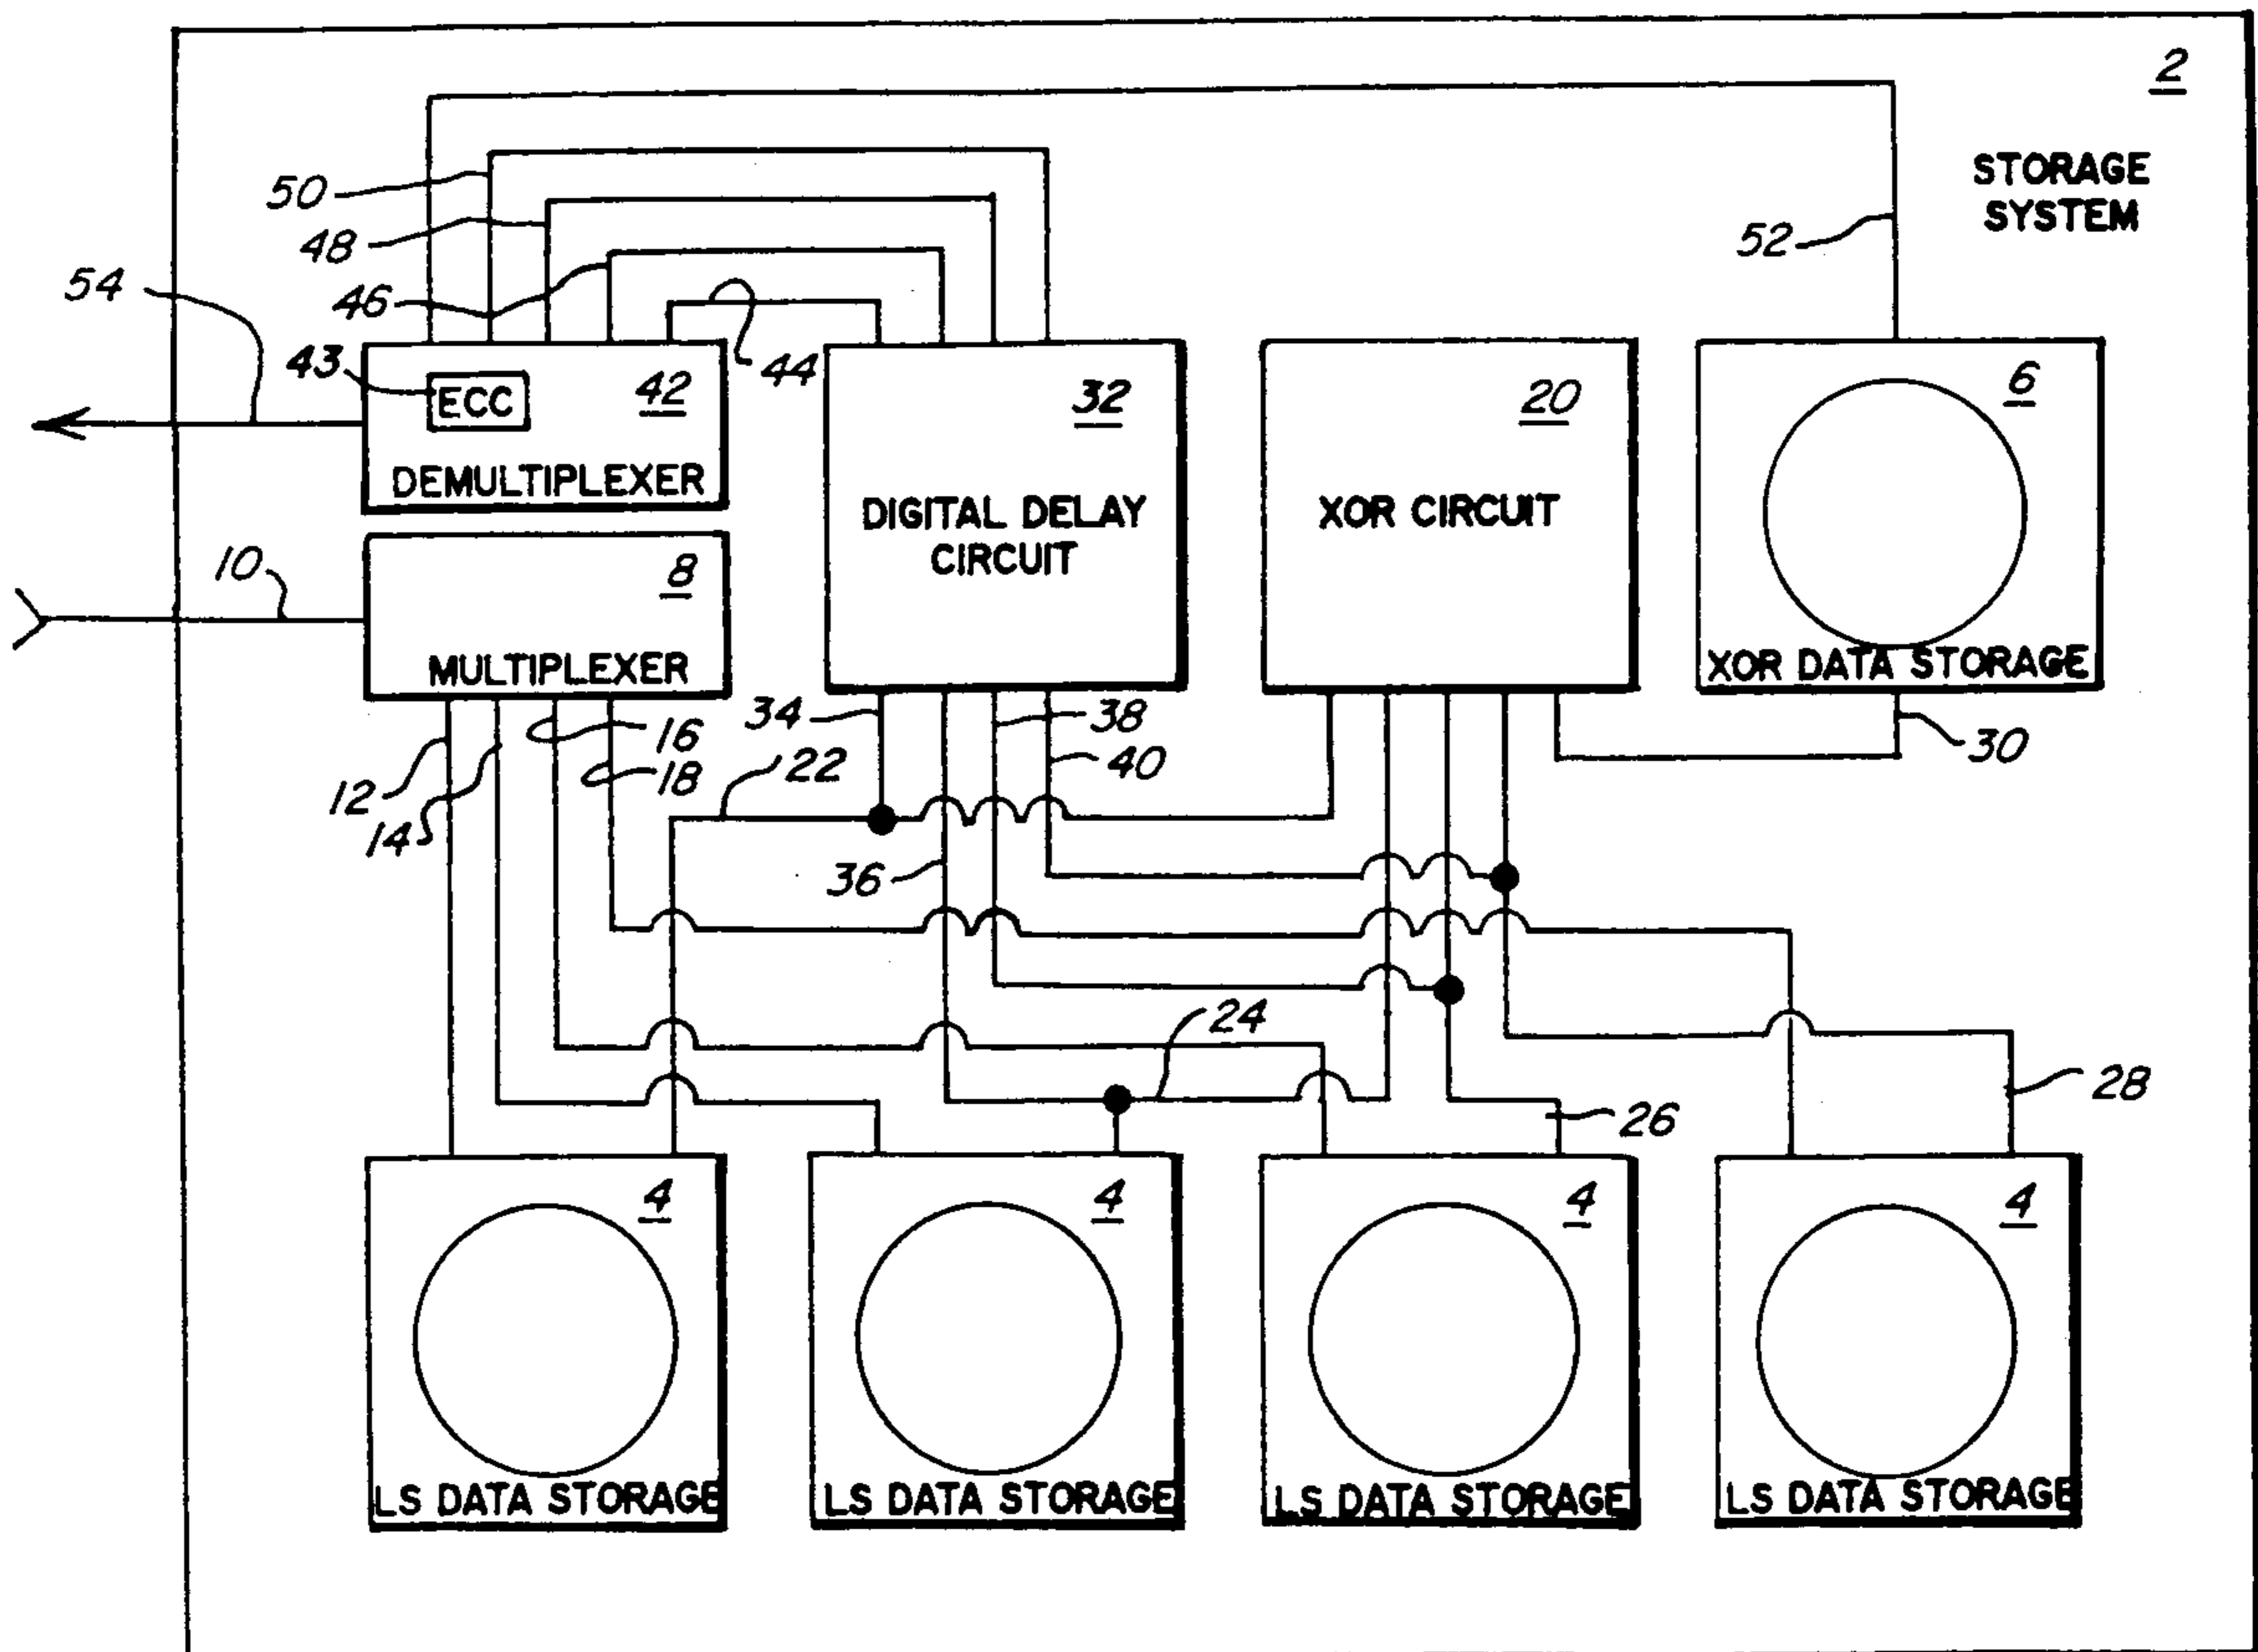 2
STORAGE
SYSTEM
50
48
52
54
46
43
ECC
42
44
32
20
6
DEMULTIPLEXER
DIGITAL DELAY
CIRCUIT
XOR CIRCUIT
10
8
MULTIPLEXER
XOR DATA STORAGE
34
38
16
30
12
18
22
40
14
36
24
28
26
4
4
4
4
LS DATA STORAGE
LS DATA STORAGE
LS DATA STORAGE
LS DATA STORAGE